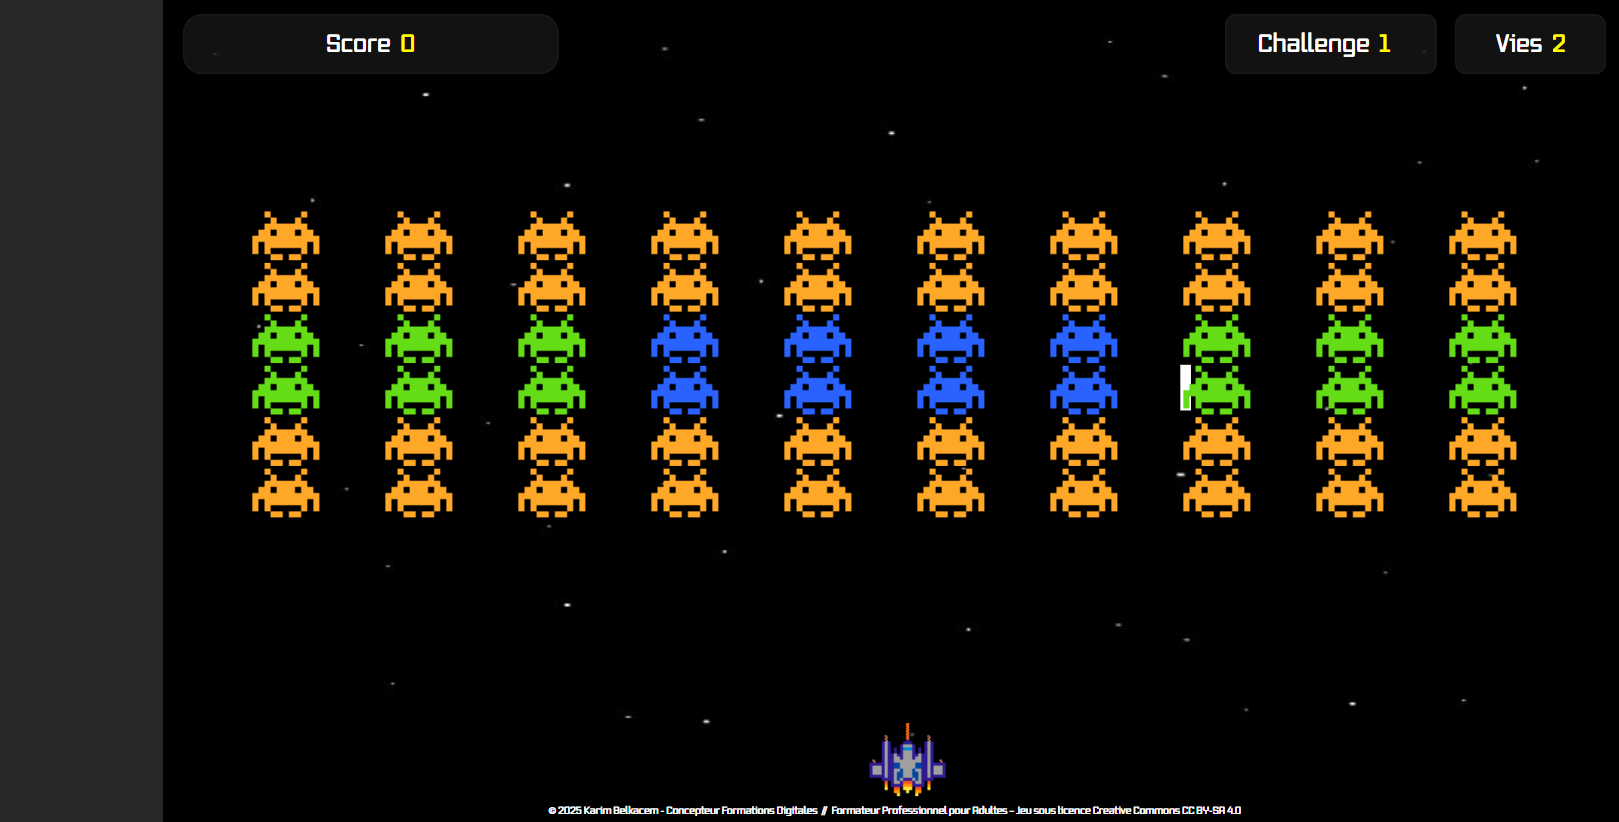 Score 0
Challenge 1
Vies 2
© 2025 Karim Belkacem - Concepteur Formations Digitales // Formateur Professionnel pour Adultes - Jeu sous licence Creative Commons CC BY-SA 4.0